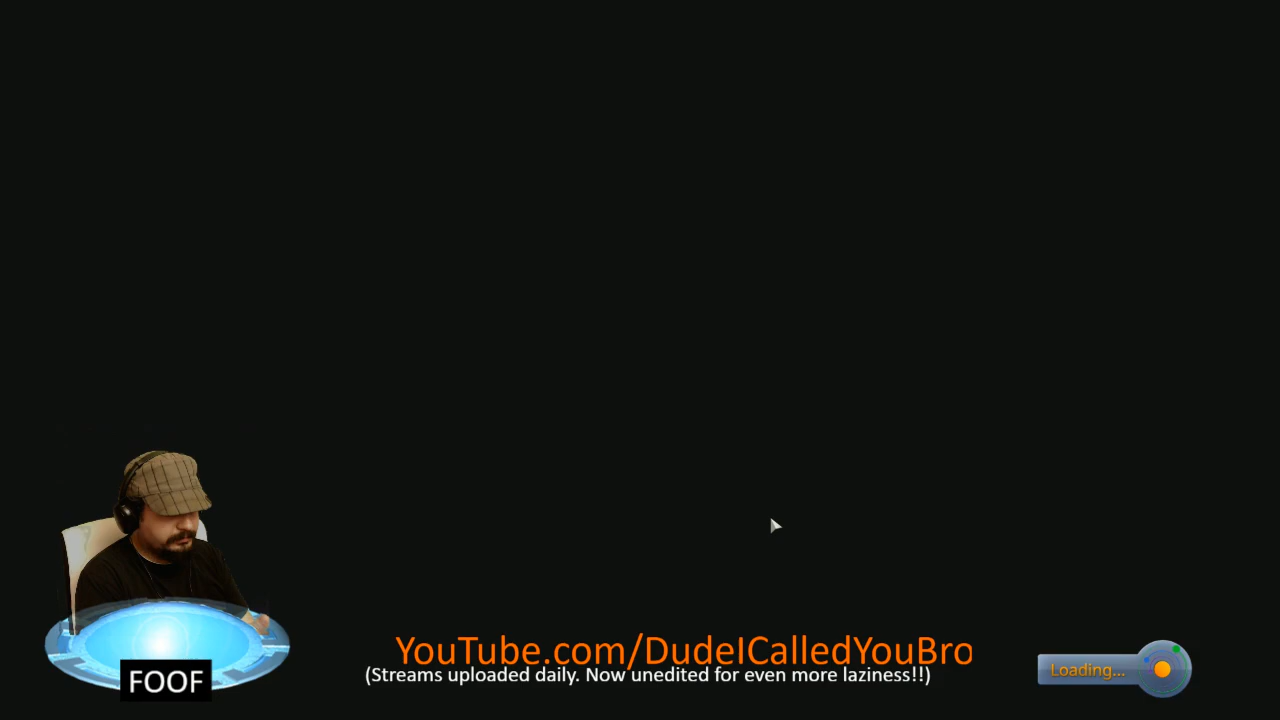 YouTube.com/DudeICalledYouBro
(Streams uploaded daily. Now unedited for even more laziness!!)
Loading...
FOOF